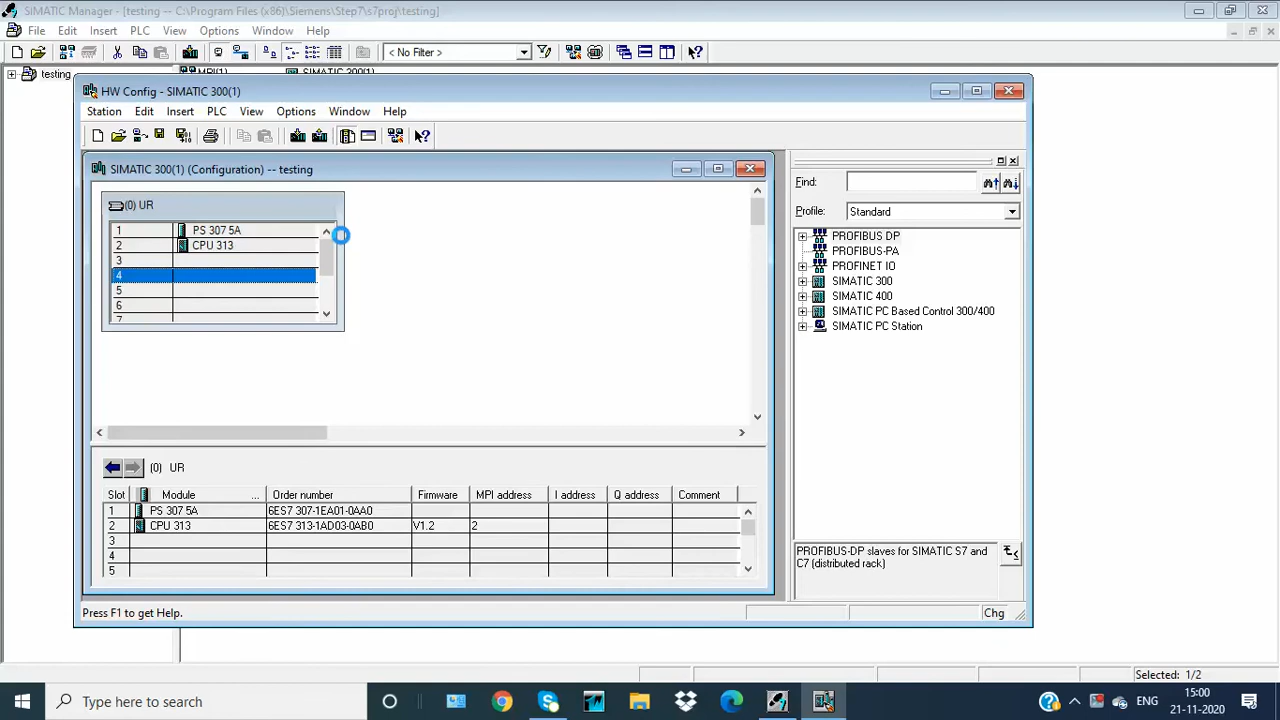 SIMATIC Manager - [testing -- C:\Program Files (x86)\Siemens\Step7\s7proj\testing]
File Edit Insert PLC View Options Window Help
< No Filter >
testing MPI(1) SIMATIC 300(1)
HW Config - SIMATIC 300(1)
Station Edit Insert PLC View Options Window Help
SIMATIC 300(1) (Configuration) -- testing
(0) UR
1 PS 307 5A
2 CPU 313
3
4
5
6
7
Find:
Profile: Standard
PROFIBUS DP
PROFIBUS-PA
PROFINET IO
SIMATIC 300
SIMATIC 400
SIMATIC PC Based Control 300/400
SIMATIC PC Station
(0) UR
Slot Module ... Order number Firmware MPI address I address Q address Comment
1 PS 307 5A 6ES7 307-1EA01-0AA0
2 CPU 313 6ES7 313-1AD03-0AB0 V1.2 2
3
4
5
PROFIBUS-DP slaves for SIMATIC S7 and
C7 (distributed rack)
Press F1 to get Help. Chg
Selected: 1/2
Type here to search ENG 15:00
21-11-2020